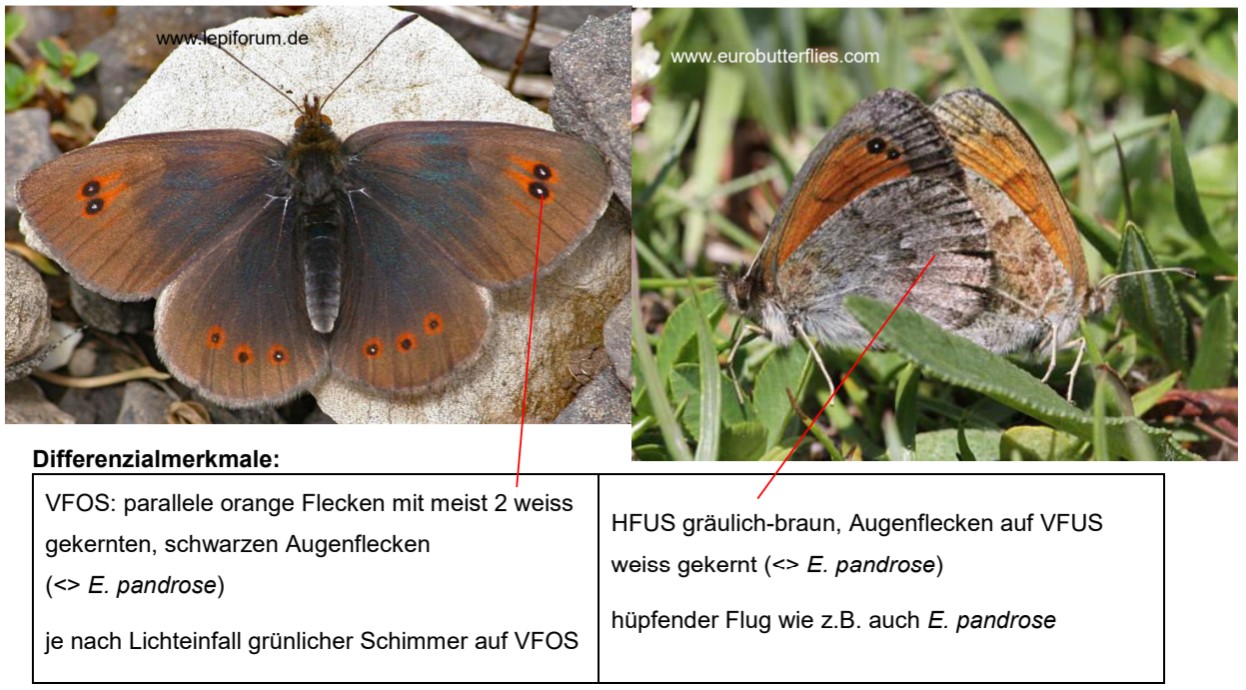 www.lepiforum.de
www.eurobutterflies.com
Differenzialmerkmale:
VFOS: parallele orange Flecken mit meist 2 weiss
gekernten, schwarzen Augenflecken
(<> E. pandrose)
je nach Lichteinfall grünlicher Schimmer auf VFOS
HFUS gräulich-braun, Augenflecken auf VFUS
weiss gekernt (<> E. pandrose)
hüpfender Flug wie z.B. auch E. pandrose